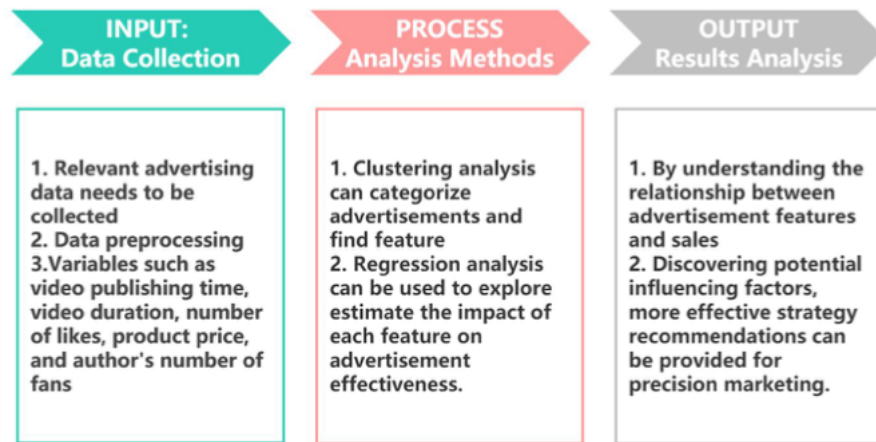 INPUT:
Data Collection
PROCESS
Analysis Methods
OUTPUT
Results Analysis
1. Relevant advertising
data needs to be
collected
2. Data preprocessing
3.Variables such as
video publishing time,
video duration, number
of likes, product price,
and author's number of
fans
1. Clustering analysis
can categorize
advertisements and
find feature
2. Regression analysis
can be used to explore
estimate the impact of
each feature on
advertisement
effectiveness.
1. By understanding the
relationship between
advertisement features
and sales
2. Discovering potential
influencing factors,
more effective strategy
recommendations can
be provided for
precision marketing.